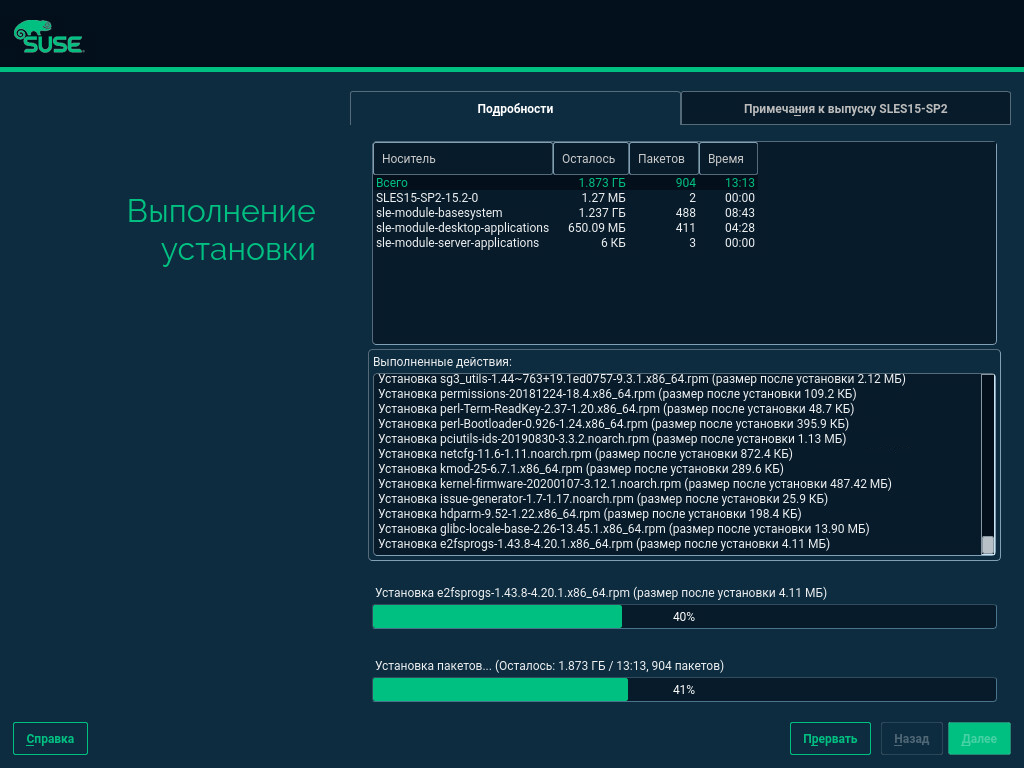 SUSE
Подробности
Примечания к выпуску SLES15-SP2
Выполнение
установки
Носитель Осталось Пакетов Время
Всего 1.873 ГБ 904 13:13
SLES15-SP2-15.2-0 1.27 МБ 2 00:00
sle-module-basesystem 1.237 ГБ 488 08:43
sle-module-desktop-applications 650.09 МБ 411 04:28
sle-module-server-applications 6 КБ 3 00:00
Выполненные действия:
Установка sg3_utils-1.44~763+19.1ed0757-9.3.1.x86_64.rpm (размер после установки 2.12 МБ)
Установка permissions-20181224-18.4.x86_64.rpm (размер после установки 109.2 КБ)
Установка perl-Term-ReadKey-2.37-1.20.x86_64.rpm (размер после установки 48.7 КБ)
Установка perl-Bootloader-0.926-1.24.x86_64.rpm (размер после установки 395.9 КБ)
Установка pciutils-ids-20190830-3.3.2.noarch.rpm (размер после установки 1.13 МБ)
Установка netcfg-11.6-1.11.noarch.rpm (размер после установки 872.4 КБ)
Установка kmod-25-6.7.1.x86_64.rpm (размер после установки 289.6 КБ)
Установка kernel-firmware-20200107-3.12.1.noarch.rpm (размер после установки 487.42 МБ)
Установка issue-generator-1.7-1.17.noarch.rpm (размер после установки 25.9 КБ)
Установка hdparm-9.52-1.22.x86_64.rpm (размер после установки 198.4 КБ)
Установка glibc-locale-base-2.26-13.45.1.x86_64.rpm (размер после установки 13.90 МБ)
Установка e2fsprogs-1.43.8-4.20.1.x86_64.rpm (размер после установки 4.11 МБ)
Установка e2fsprogs-1.43.8-4.20.1.x86_64.rpm (размер после установки 4.11 МБ)
40%
Установка пакетов... (Осталось: 1.873 ГБ / 13:13, 904 пакетов)
41%
Справка Прервать Назад Далее